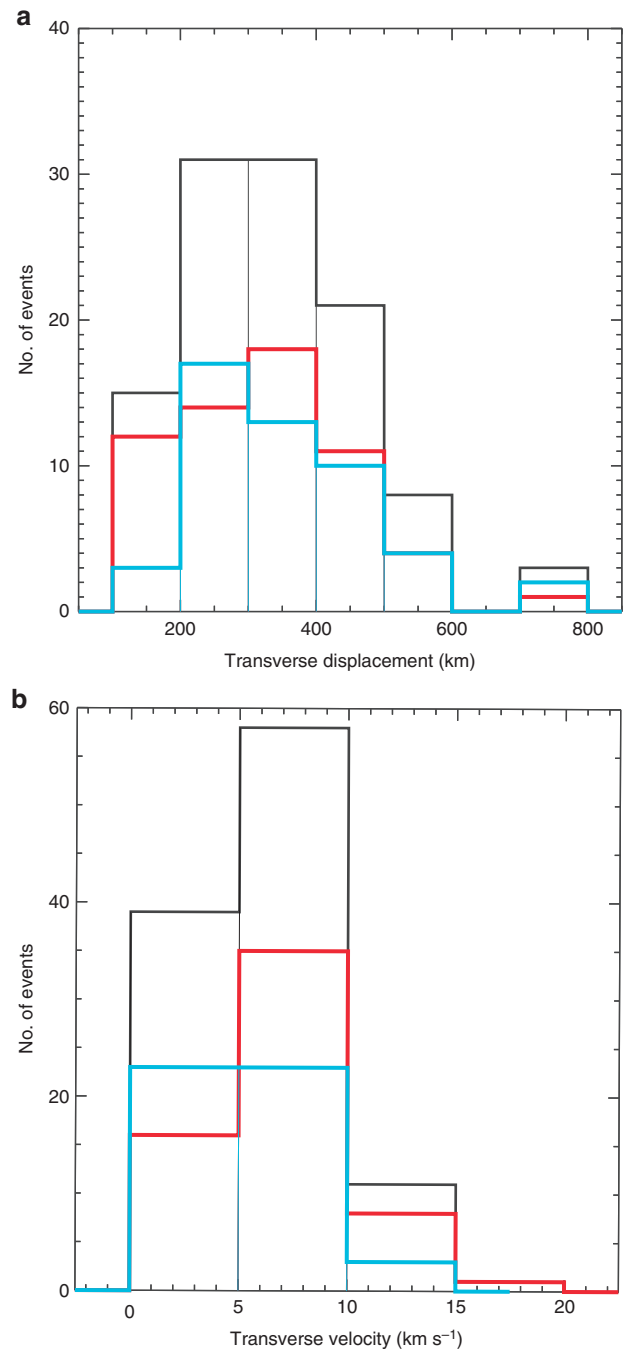 a
40
30
20
10
0
No. of events
200 400 600 800
Transverse displacement (km)
b
60
40
20
0
No. of events
0 5 10 15 20
Transverse velocity (km s⁻¹)